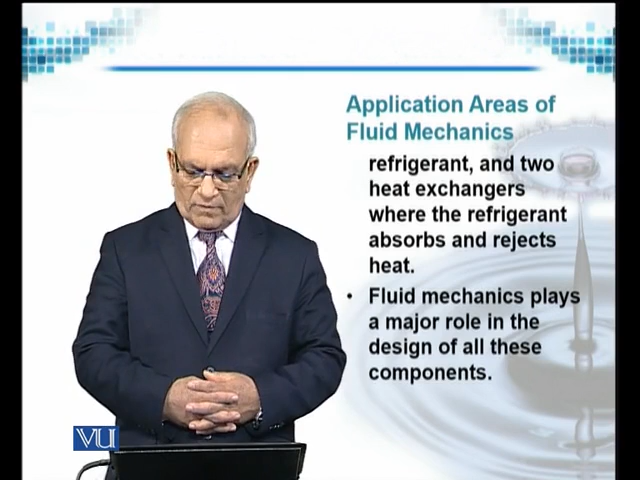 Application Areas of
Fluid Mechanics
refrigerant, and two
heat exchangers
where the refrigerant
absorbs and rejects
heat.
• Fluid mechanics plays
a major role in the
design of all these
components.
VU